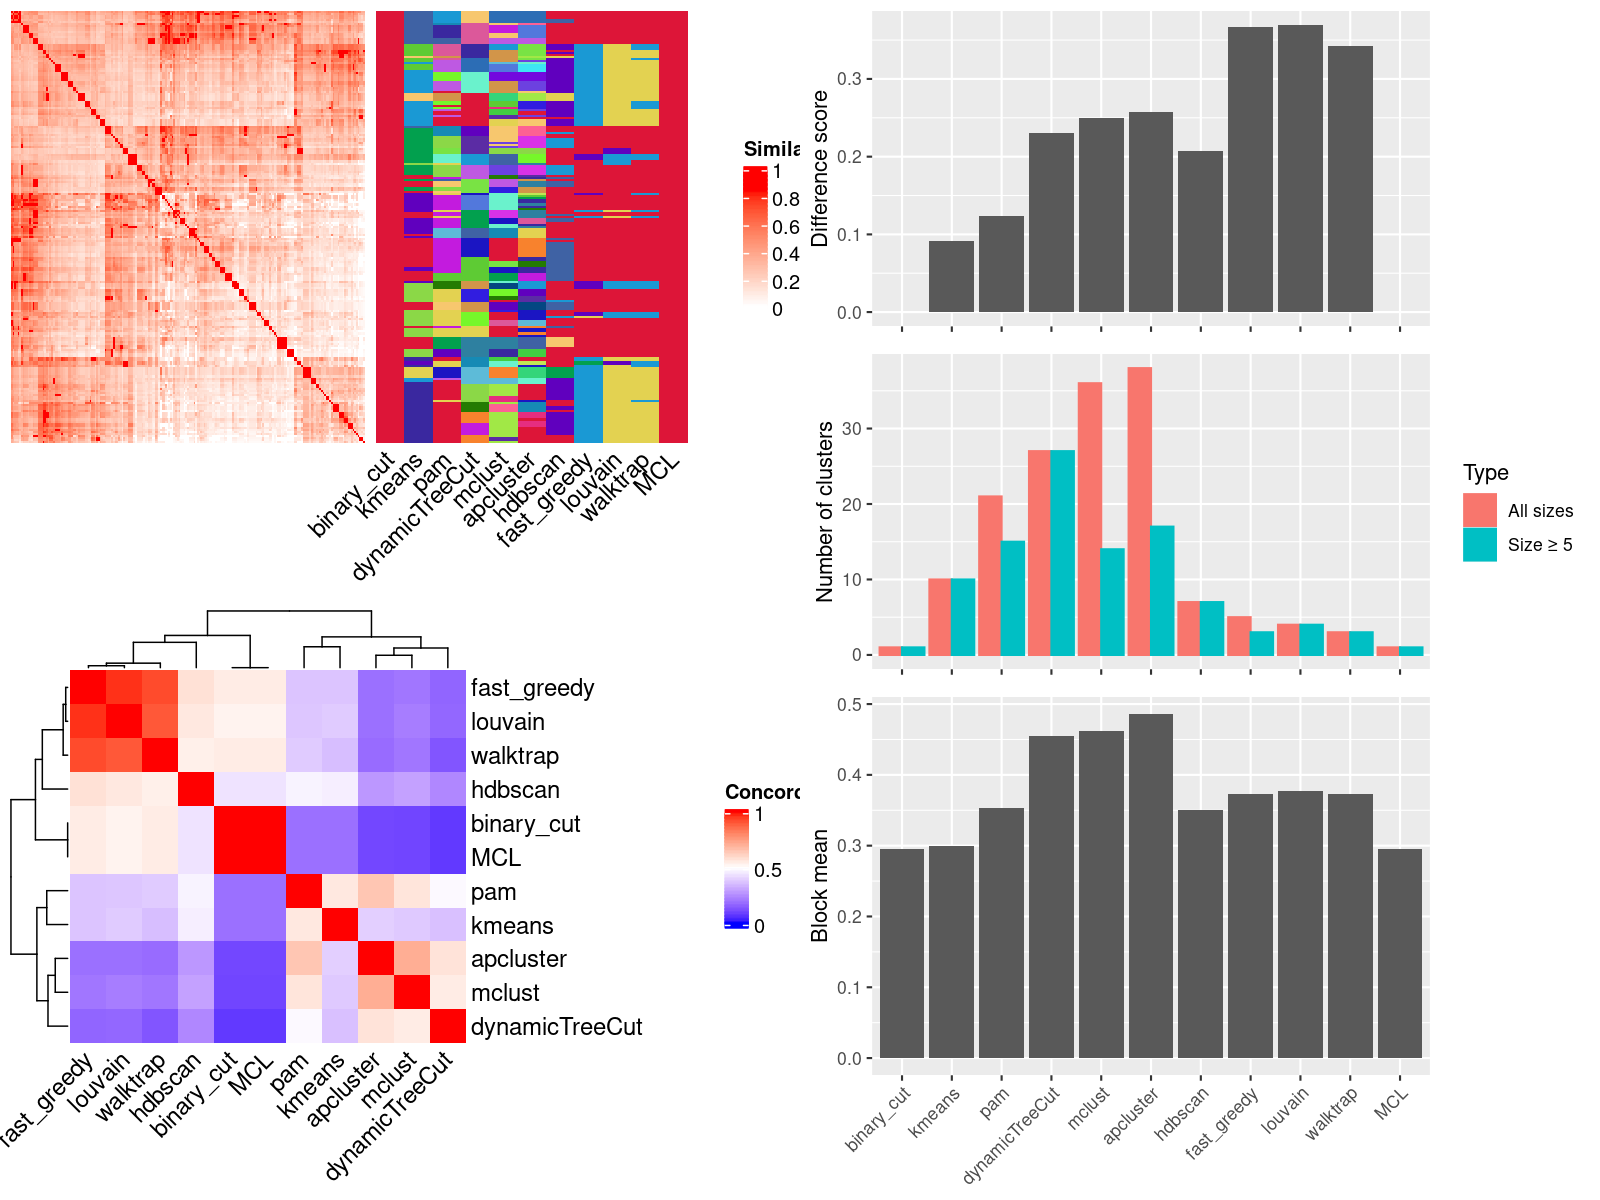 Simila
1
0.8
0.6
0.4
0.2
0
binary_cut
kmeans
pam
dynamicTreeCut
mclust
apcluster
hdbscan
fast_greedy
louvain
walktrap
MCL
fast_greedy
louvain
walktrap
hdbscan
binary_cut
MCL
pam
kmeans
apcluster
mclust
dynamicTreeCut
fast_greedy
louvain
walktrap
hdbscan
binary_cut
MCL
pam
kmeans
apcluster
mclust
dynamicTreeCut
Concord
1
0.5
0
Difference score
0.3
0.2
0.1
0.0
Number of clusters
30
20
10
0
Type
All sizes
Size ≥ 5
Block mean
0.5
0.4
0.3
0.2
0.1
0.0
binary_cut
kmeans
pam
dynamicTreeCut
mclust
apcluster
hdbscan
fast_greedy
louvain
walktrap
MCL